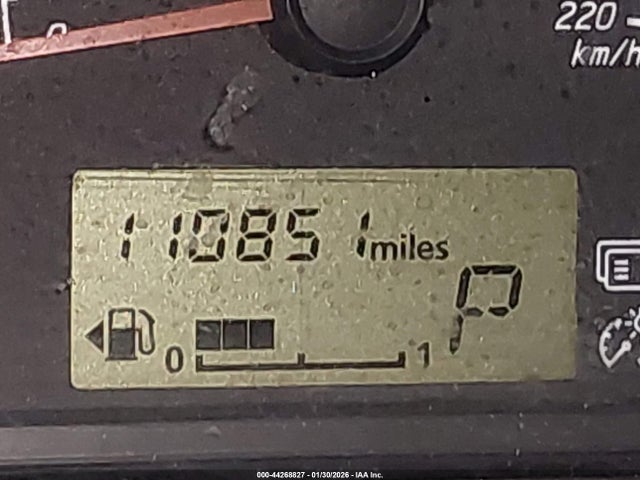 220
km/h
110851 miles
P
0 1
000-44268827 - 01/30/2026 - IAA Inc.